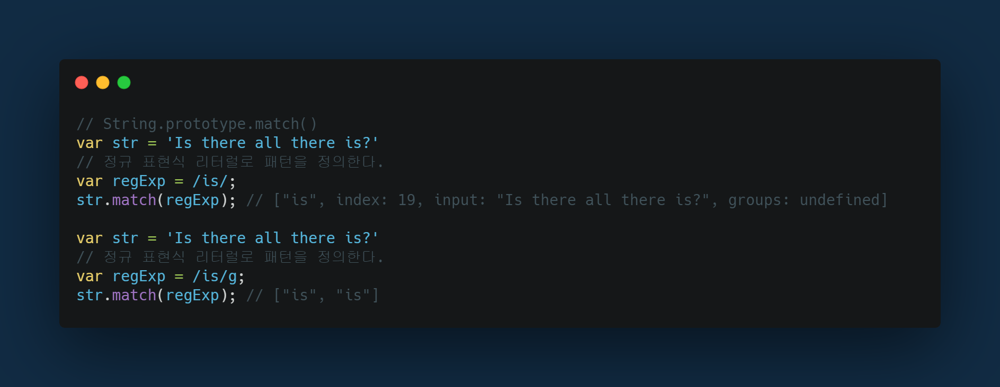 // String.prototype.match()
var str = 'Is there all there is?'
// 정규 표현식 리터럴로 패턴을 정의한다.
var regExp = /is/;
str.match(regExp); // ["is", index: 19, input: "Is there all there is?", groups: undefined]
var str = 'Is there all there is?'
// 정규 표현식 리터럴로 패턴을 정의한다.
var regExp = /is/g;
str.match(regExp); // ["is", "is"]